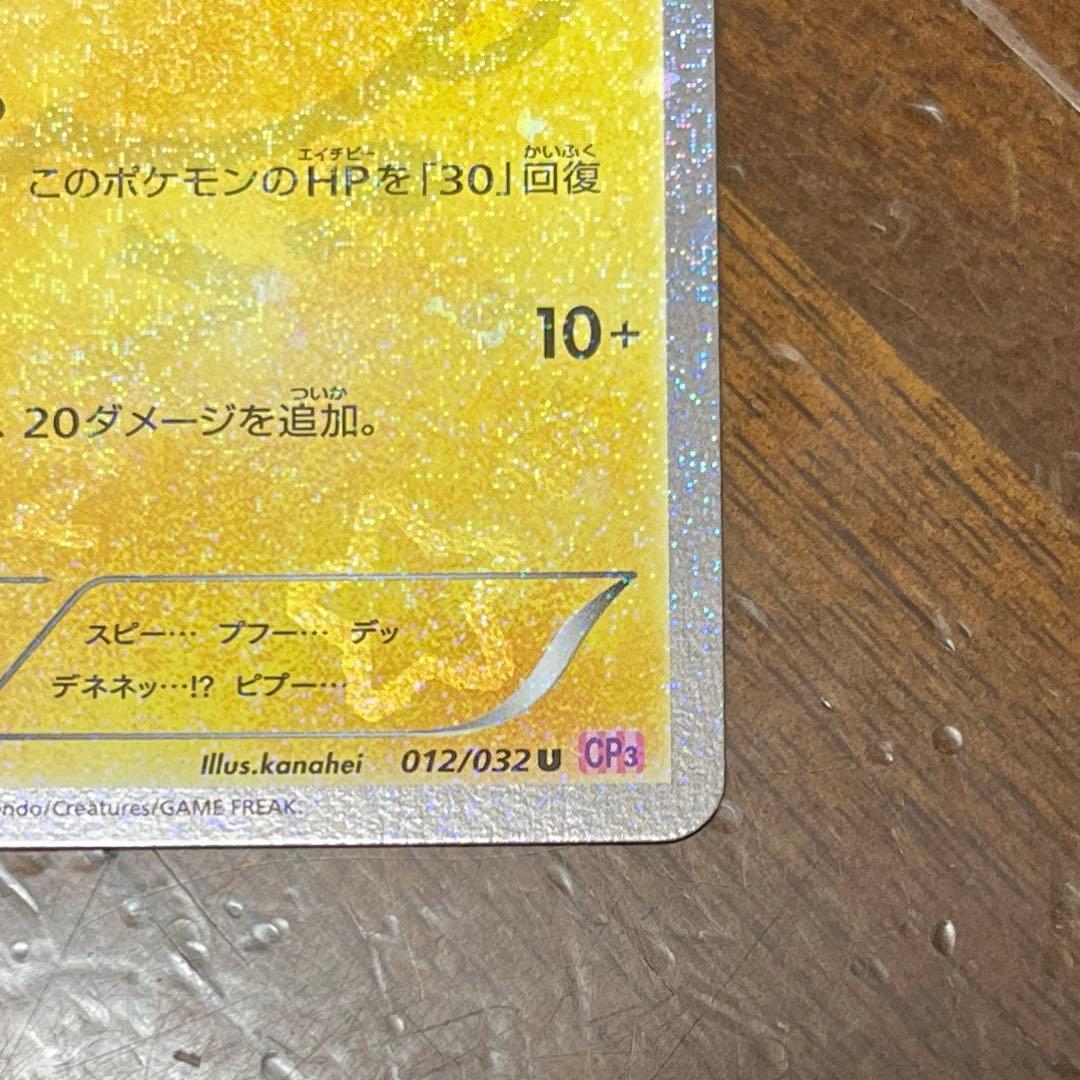 エイチピー かいふく
このポケモンのHPを「30」回復
10+
ついか
20ダメージを追加。
スピー… プフー… デッ
デネネッ…!? ピプー…
Illus.kanahei 012/032 U CP3
ndo/Creatures/GAME FREAK.